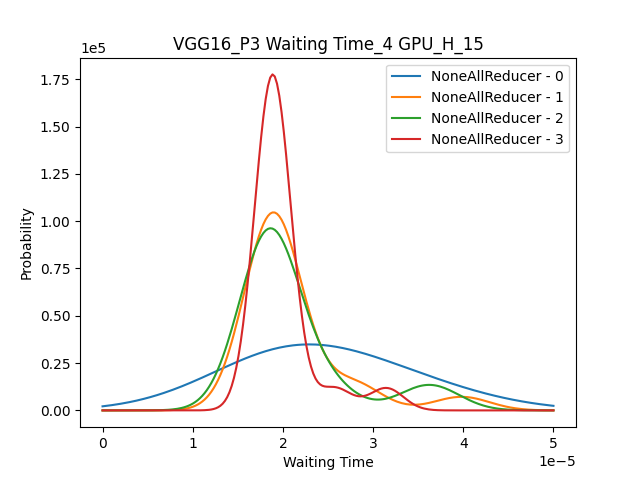 VGG16_P3 Waiting Time_4 GPU_H_15
1e5
NoneAllReducer - 0
NoneAllReducer - 1
NoneAllReducer - 2
NoneAllReducer - 3
1.75
1.50
1.25
1.00
0.75
0.50
0.25
0.00
Probability
0 1 2 3 4 5
Waiting Time
1e−5